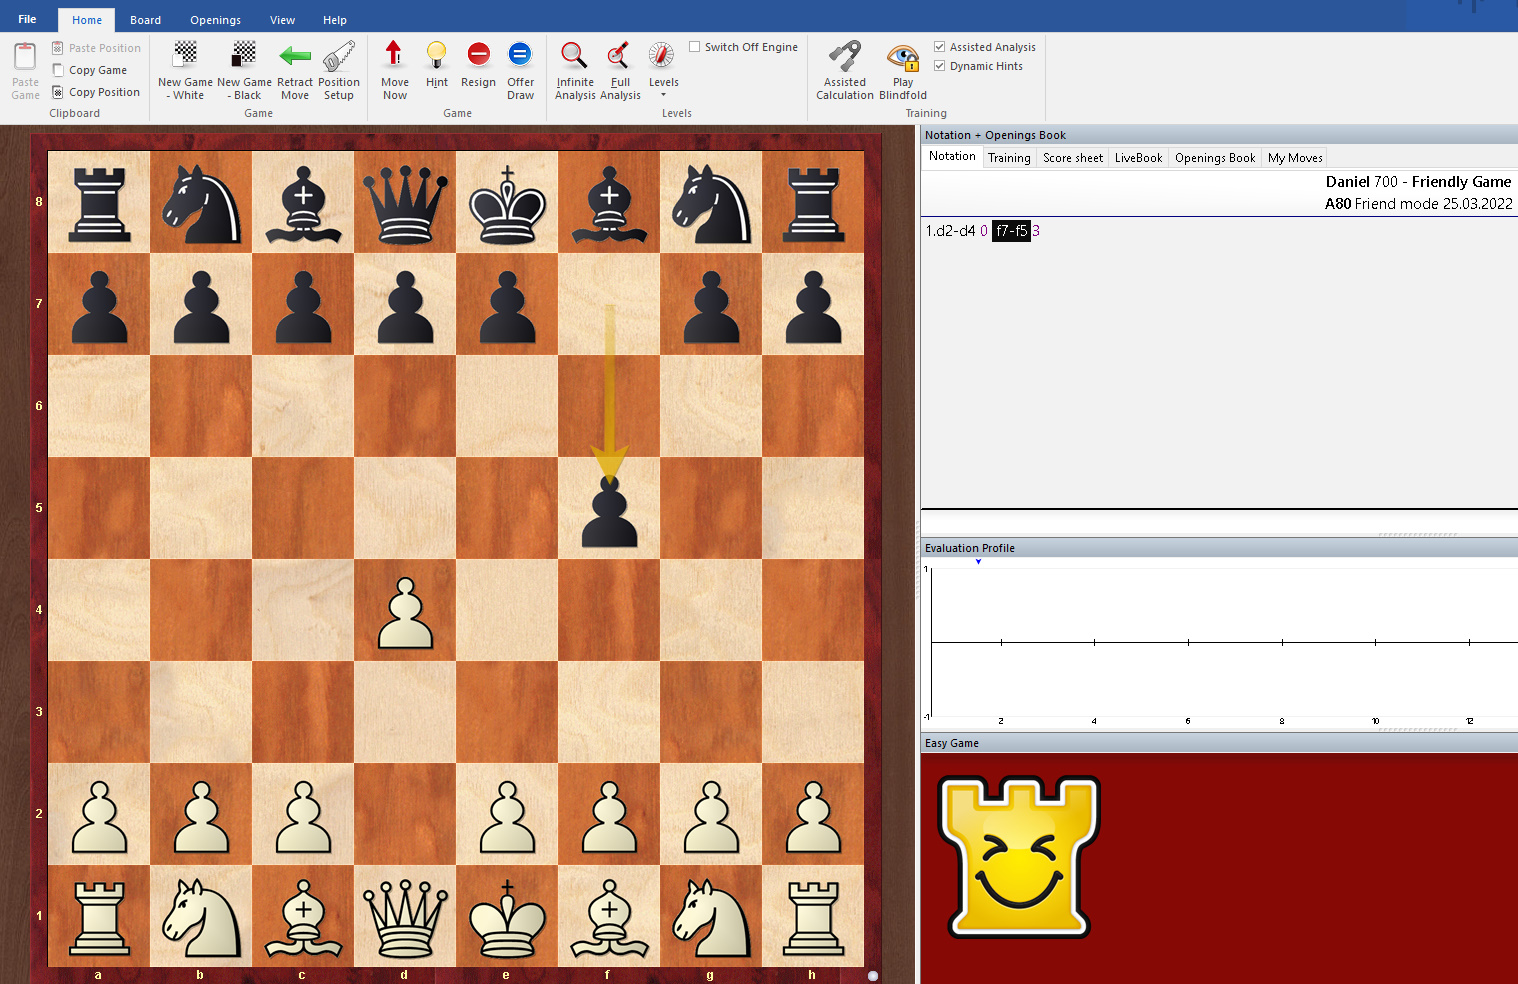 File Home Board Openings View Help
Paste Game
Paste Position
Copy Game
Copy Position
Clipboard
New Game - White
New Game - Black
Retract Move
Position Setup
Game
Move Now
Hint
Resign
Offer Draw
Game
Infinite Analysis
Full Analysis
Levels
Switch Off Engine
Levels
Assisted Calculation
Play Blindfold
Assisted Analysis
Dynamic Hints
Training
8
7
6
5
4
3
2
1
a b c d e f g h
Notation + Openings Book
Notation Training Score sheet LiveBook Openings Book My Moves
Daniel 700 - Friendly Game
A80 Friend mode 25.03.2022
1.d2-d4 0 f7-f5 3
Evaluation Profile
1
-1
2 4 6 8 10 12
Easy Game